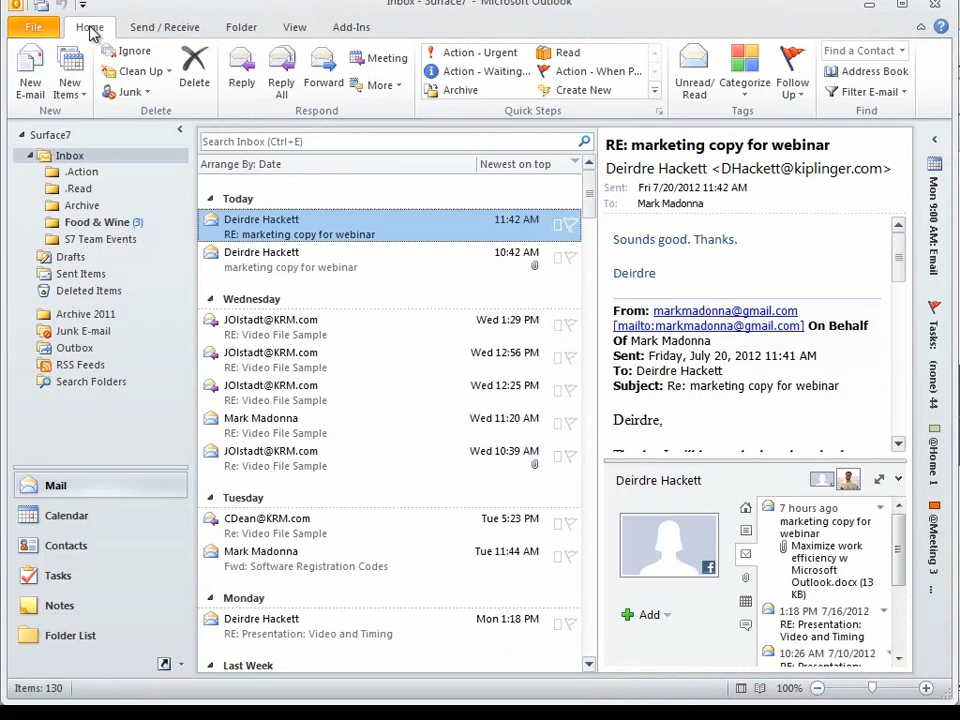 Inbox - Surface7 - Microsoft Outlook
File
Home
Send / Receive
Folder
View
Add-Ins
New E-mail
New Items
New
Ignore
Clean Up
Junk
Delete
Delete
Reply
Reply All
Forward
Meeting
More
Respond
Action - Urgent
Action - Waiting...
Archive
Read
Action - When P...
Create New
Quick Steps
Unread/ Read
Categorize
Follow Up
Tags
Find a Contact
Address Book
Filter E-mail
Find
Surface7
Inbox
.Action
.Read
Archive
Food & Wine (3)
S7 Team Events
Drafts
Sent Items
Deleted Items
Archive 2011
Junk E-mail
Outbox
RSS Feeds
Search Folders
Mail
Calendar
Contacts
Tasks
Notes
Folder List
Search Inbox (Ctrl+E)
Arrange By: Date Newest on top
Today
Deirdre Hackett 11:42 AM
RE: marketing copy for webinar
Deirdre Hackett 10:42 AM
marketing copy for webinar
Wednesday
JOlstadt@KRM.com Wed 1:29 PM
RE: Video File Sample
JOlstadt@KRM.com Wed 12:56 PM
RE: Video File Sample
JOlstadt@KRM.com Wed 12:25 PM
RE: Video File Sample
Mark Madonna Wed 11:20 AM
RE: Video File Sample
JOlstadt@KRM.com Wed 10:39 AM
RE: Video File Sample
Tuesday
CDean@KRM.com Tue 5:23 PM
RE: Video File Sample
Mark Madonna Tue 11:44 AM
Fwd: Software Registration Codes
Monday
Deirdre Hackett Mon 1:18 PM
RE: Presentation: Video and Timing
Last Week
RE: marketing copy for webinar
Deirdre Hackett <DHackett@kiplinger.com>
Sent: Fri 7/20/2012 11:42 AM
To: Mark Madonna
Sounds good. Thanks.
Deirdre
From: markmadonna@gmail.com
[mailto:markmadonna@gmail.com] On Behalf
Of Mark Madonna
Sent: Friday, July 20, 2012 11:41 AM
To: Deirdre Hackett
Subject: Re: marketing copy for webinar
Deirdre,
Deirdre Hackett
Add
7 hours ago
marketing copy for
webinar
Maximize work
efficiency w
Microsoft
Outlook.docx (13
KB)
1:18 PM 7/16/2012
RE: Presentation:
Video and Timing
10:26 AM 7/10/2012
RE: Presentation:
Mon 9:00 AM: Email
Tasks: (none) 44
@Home 1
@Meeting 3
...
Items: 130
100%